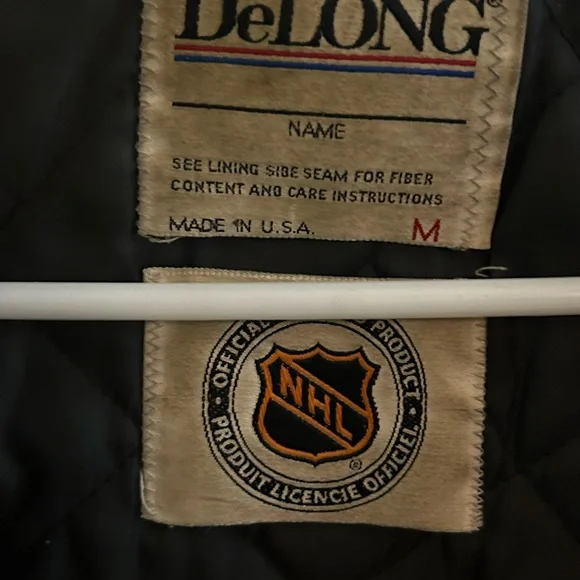 DeLONG®
NAME
SEE LINING SIDE SEAM FOR FIBER
CONTENT AND CARE INSTRUCTIONS
MADE IN U.S.A. M
OFFICIAL PRODUCT
NHL
®
PRODUIT LICENCIE OFFICIEL